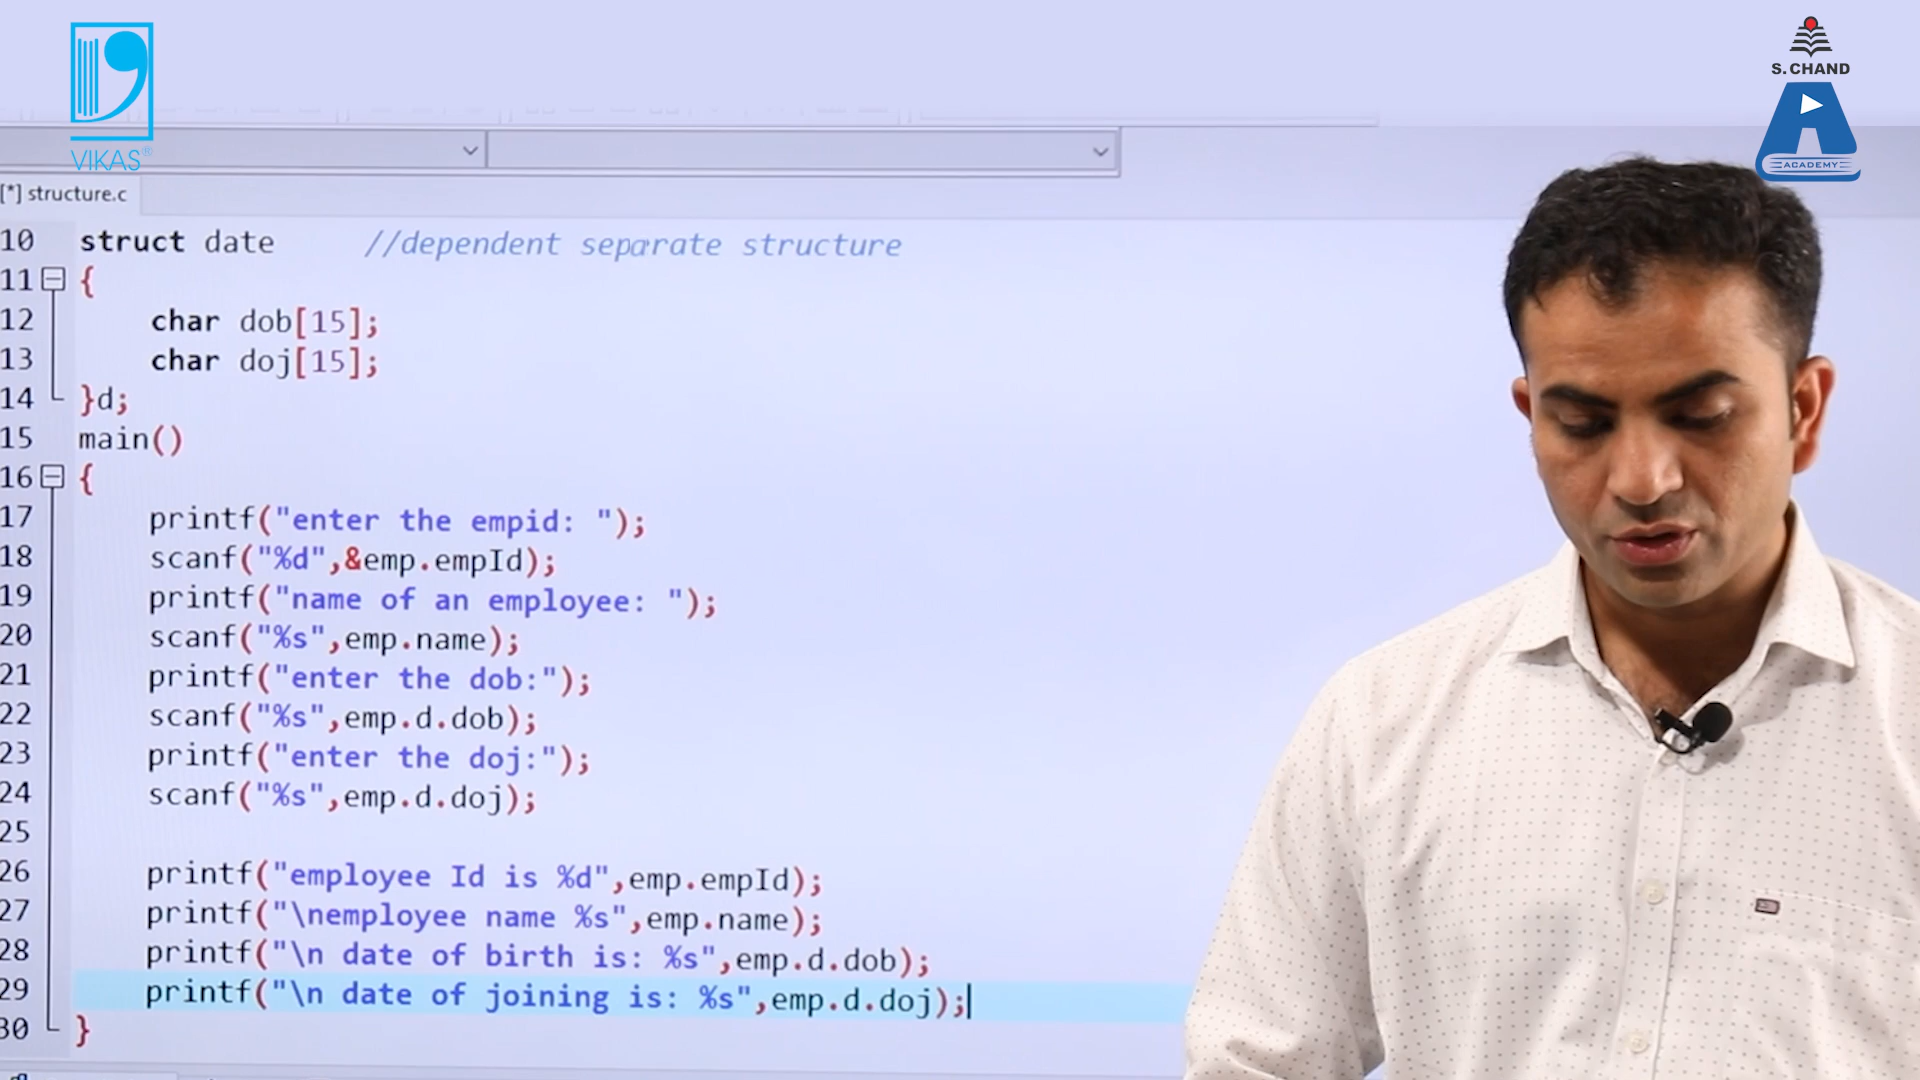 VIKAS®
S. CHAND
ACADEMY
[*] structure.c
10 struct date //dependent separate structure
11 {
12 char dob[15];
13 char doj[15];
14 }d;
15 main()
16 {
17 printf("enter the empid: ");
18 scanf("%d",&emp.empId);
19 printf("name of an employee: ");
20 scanf("%s",emp.name);
21 printf("enter the dob:");
22 scanf("%s",emp.d.dob);
23 printf("enter the doj:");
24 scanf("%s",emp.d.doj);
25
26 printf("employee Id is %d",emp.empId);
27 printf("\nemployee name %s",emp.name);
28 printf("\n date of birth is: %s",emp.d.dob);
29 printf("\n date of joining is: %s",emp.d.doj);
30 }